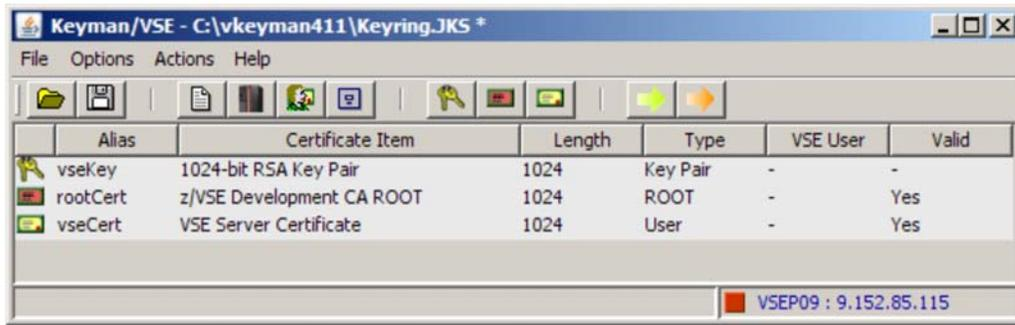 Keyman/VSE - C:\vkeyman411\Keyring.JKS *
File Options Actions Help
Alias Certificate Item Length Type VSE User Valid
vseKey 1024-bit RSA Key Pair 1024 Key Pair - -
rootCert z/VSE Development CA ROOT 1024 ROOT - Yes
vseCert VSE Server Certificate 1024 User - Yes
VSEP09 : 9.152.85.115